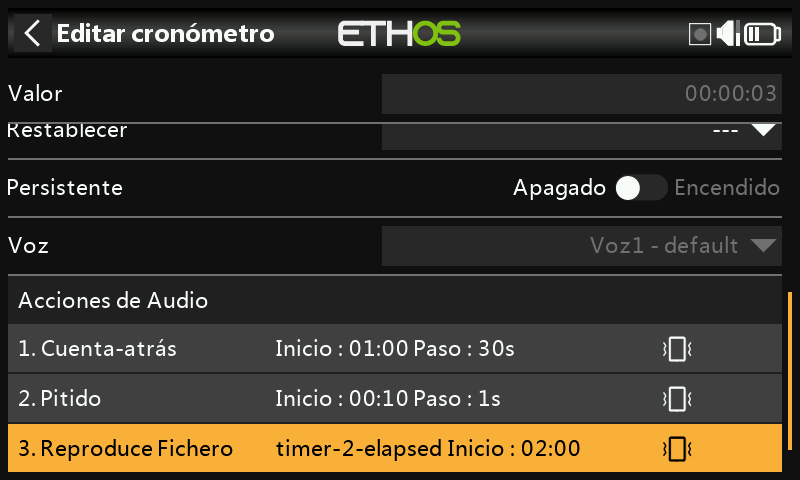 Editar cronómetro ETHOS
Valor 00:00:03
Restablecer ---
Persistente Apagado Encendido
Voz Voz1 - default
Acciones de Audio
1. Cuenta-atrás Inicio : 01:00 Paso : 30s
2. Pitido Inicio : 00:10 Paso : 1s
3. Reproduce Fichero timer-2-elapsed Inicio : 02:00